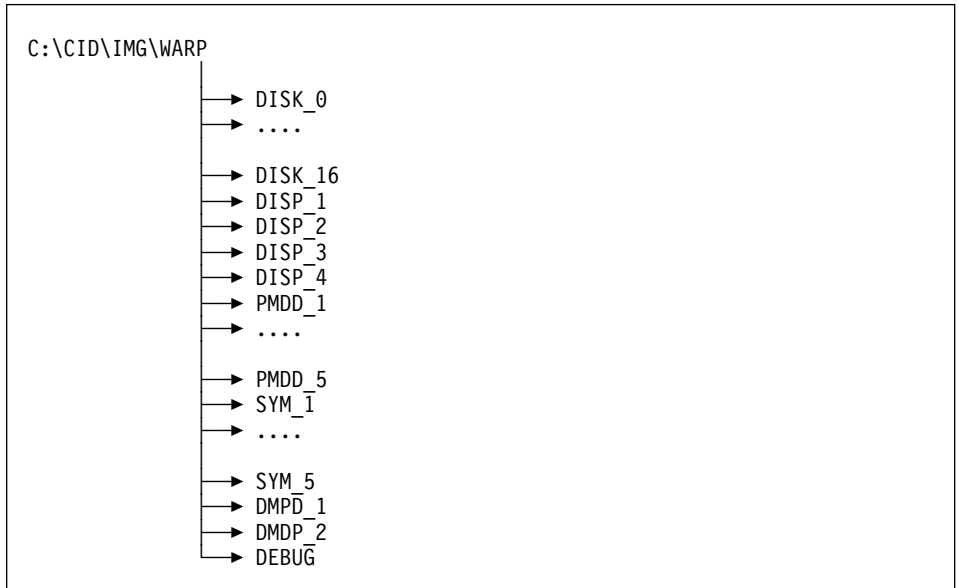 C:\CID\IMG\WARP
DISK_0
....
DISK_16
DISP_1
DISP_2
DISP_3
DISP_4
PMDD_1
....
PMDD_5
SYM_1
....
SYM_5
DMPD_1
DMDP_2
DEBUG